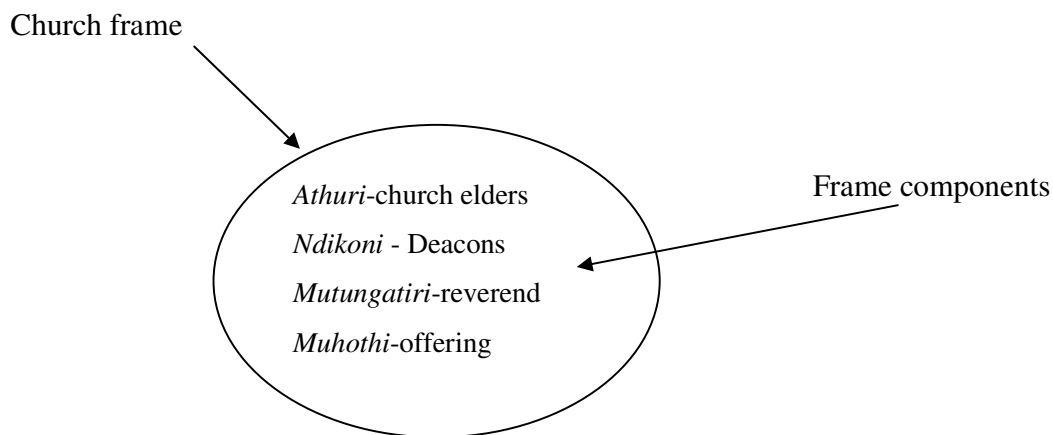 Church frame
Athuri-church elders
Frame components
Ndikoni - Deacons
Mutungatiri-reverend
Muhothi-offering